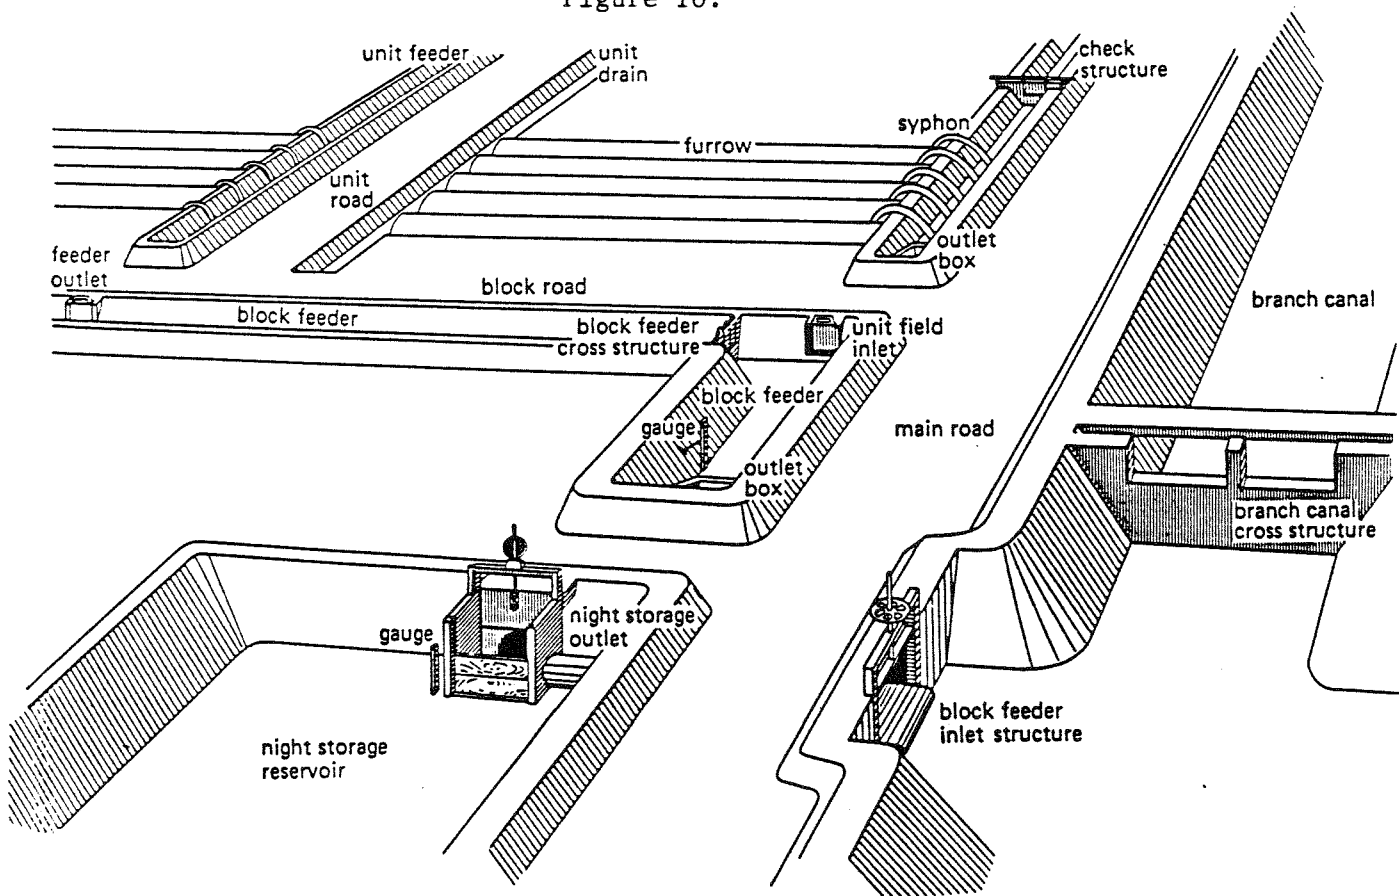 Figure 10.
unit feeder
unit
drain
check
structure
syphon
furrow
unit
road
outlet
box
feeder
outlet
block road
branch canal
block feeder
block feeder
cross structure
unit field
inlet
block feeder
gauge
main road
outlet
box
branch canal
cross structure
night storage
outlet
gauge
block feeder
inlet structure
night storage
reservoir